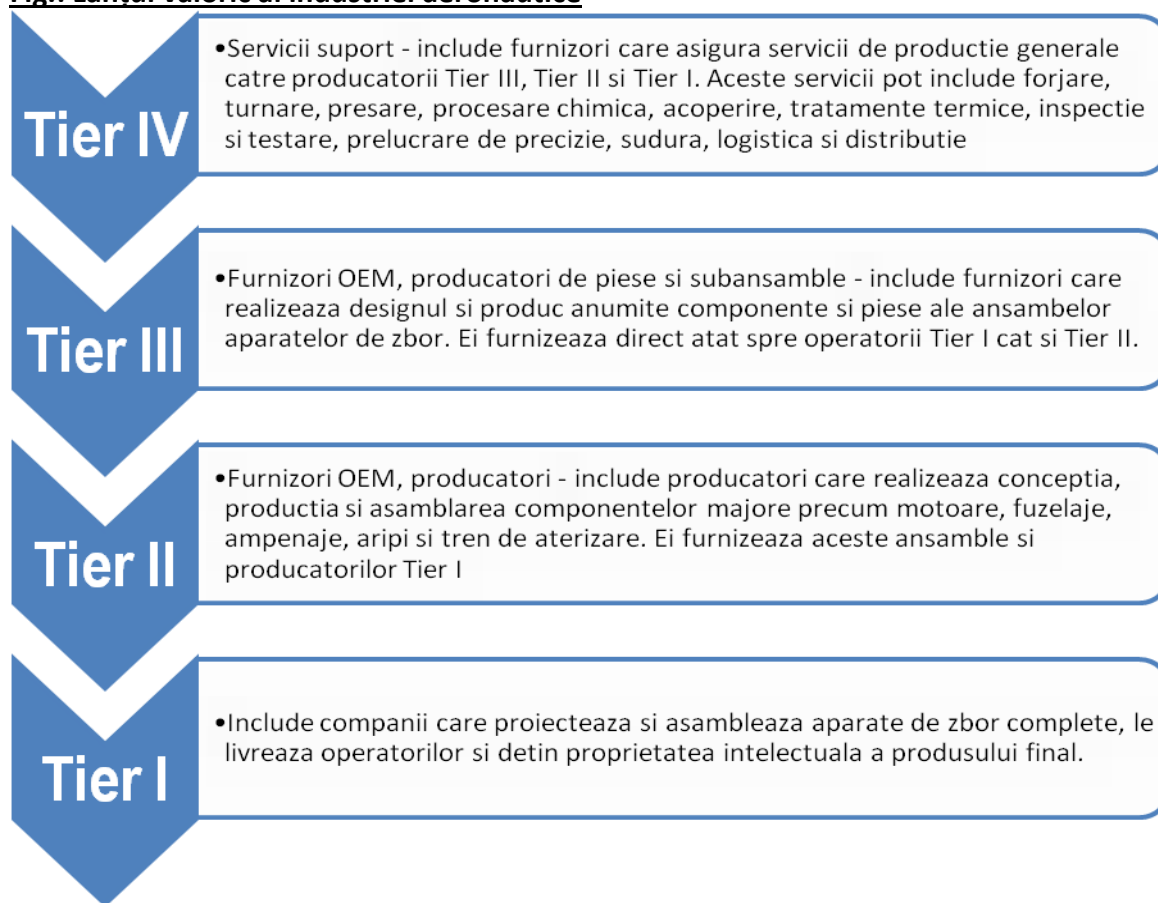 Fig.: Lanțul valoric al industriei aeronautice
Tier IV
•Servicii suport - include furnizori care asigura servicii de productie generale
catre producatorii Tier III, Tier II si Tier I. Aceste servicii pot include forjare,
turnare, presare, procesare chimica, acoperire, tratamente termice, inspectie
si testare, prelucrare de precizie, sudura, logistica si distributie
Tier III
•Furnizori OEM, producatori de piese si subansamble - include furnizori care
realizeaza designul si produc anumite componente si piese ale ansambelor
aparatelor de zbor. Ei furnizeaza direct atat spre operatorii Tier I cat si Tier II.
Tier II
•Furnizori OEM, producatori - include producatori care realizeaza conceptia,
productia si asamblarea componentelor majore precum motoare, fuzelaje,
ampenaje, aripi si tren de aterizare. Ei furnizeaza aceste ansamble si
producatorilor Tier I
Tier I
•Include companii care proiecteaza si asambleaza aparate de zbor complete, le
livreaza operatorilor si detin proprietatea intelectuala a produsului final.